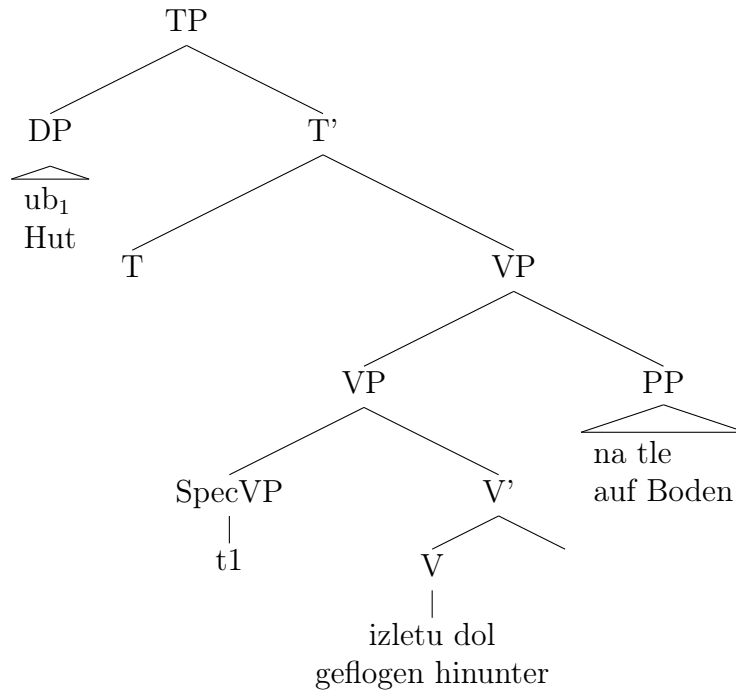 TP
DP T'
ub₁
Hut
T VP
VP PP
na tle
auf Boden
SpecVP V'
t1 V
izletu dol
geflogen hinunter